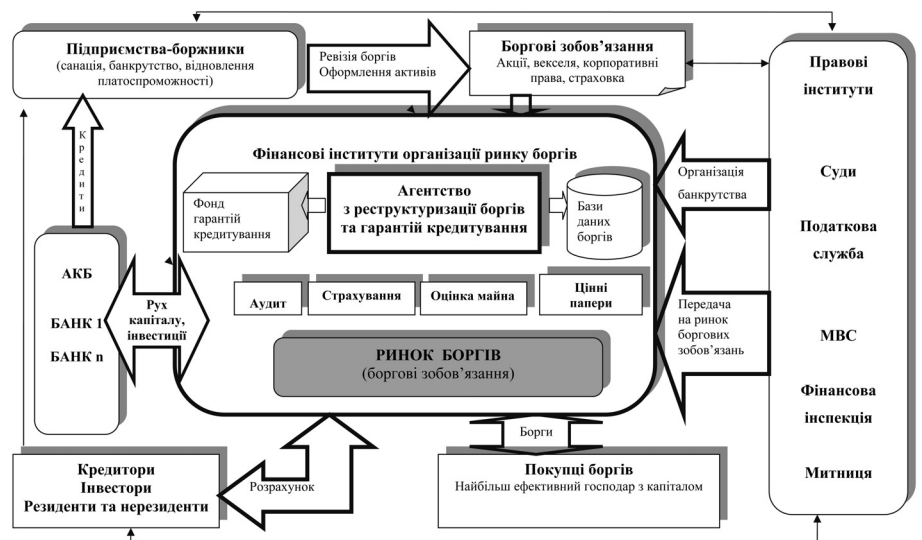 Підприємства-боржники
(санація, банкрутство, відновлення
платоспроможності)
Ревізія боргів
Оформлення активів
Боргові зобов’язання
Акції, векселя, корпоративні
права, страховка
Правові
інститути
Суди
Податкова
служба
МВС
Фінансова
інспекція
Митниця
Кредити
Фінансові інститути організації ринку боргів
Фонд
гарантій
кредитування
Агентство
з реструктуризації боргів
та гарантій кредитування
Бази
даних
боргів
Організація
банкрутства
АКБ
БАНК 1
БАНК n
Рух
капіталу,
інвестиції
Аудит
Страхування
Оцінка майна
Цінні
папери
Передача
на ринок
боргових
зобов’язань
РИНОК БОРГІВ
(боргові зобов’язання)
Борги
Кредитори
Інвестори
Резиденти та нерезиденти
Розрахунок
Покупці боргів
Найбільш ефективний господар з капіталом